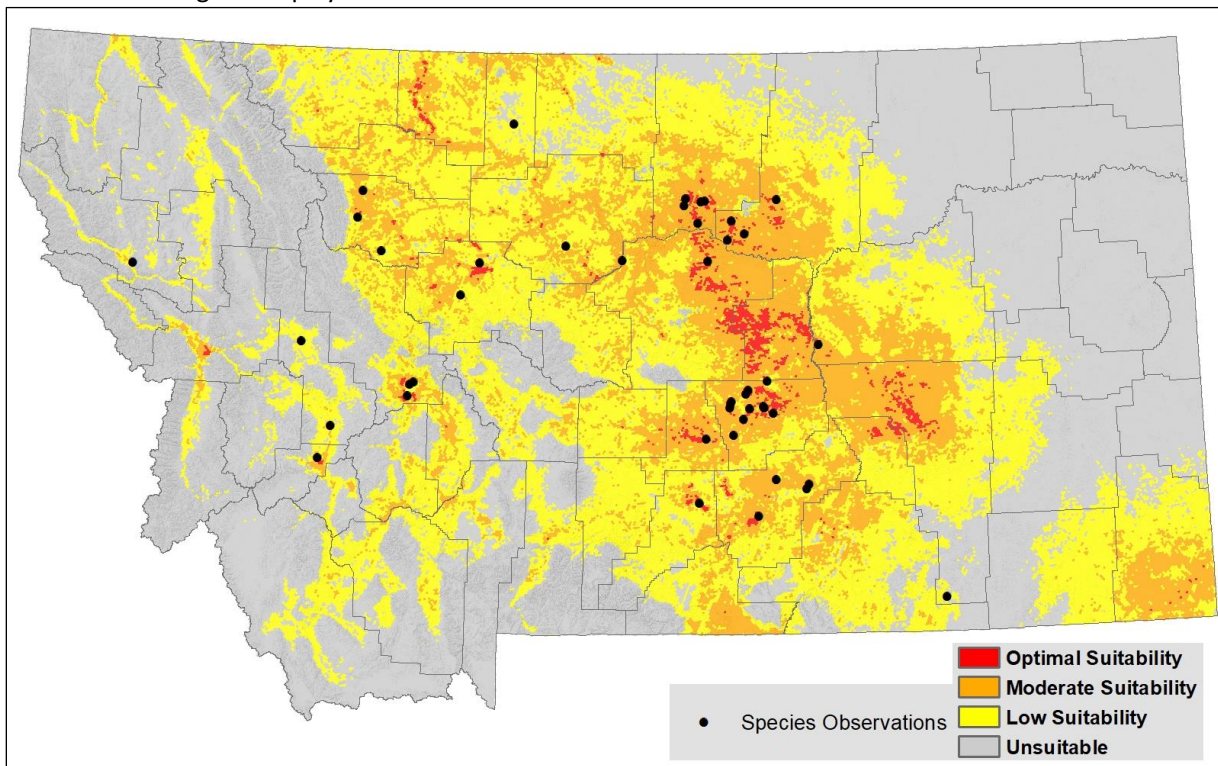 Optimal Suitability
Moderate Suitability
Species Observations
Low Suitability
Unsuitable